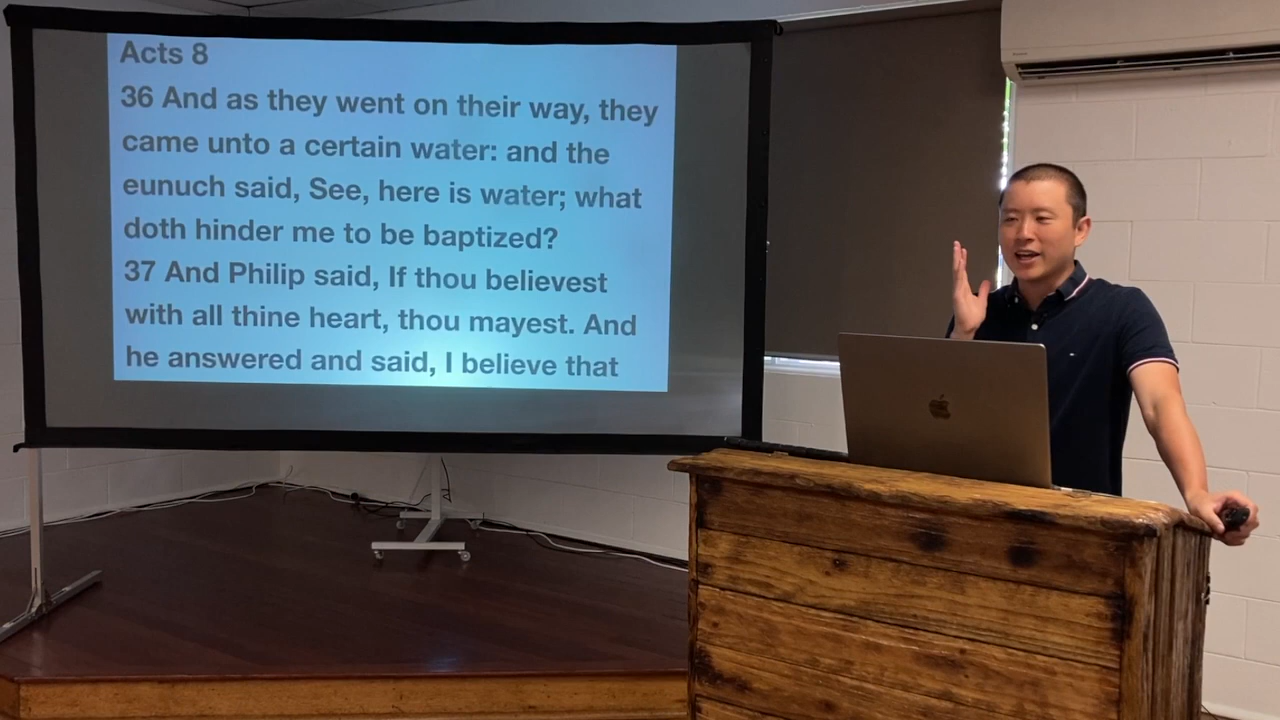 Acts 8
36 And as they went on their way, they
came unto a certain water: and the
eunuch said, See, here is water; what
doth hinder me to be baptized?
37 And Philip said, If thou believest
with all thine heart, thou mayest. And
he answered and said, I believe that